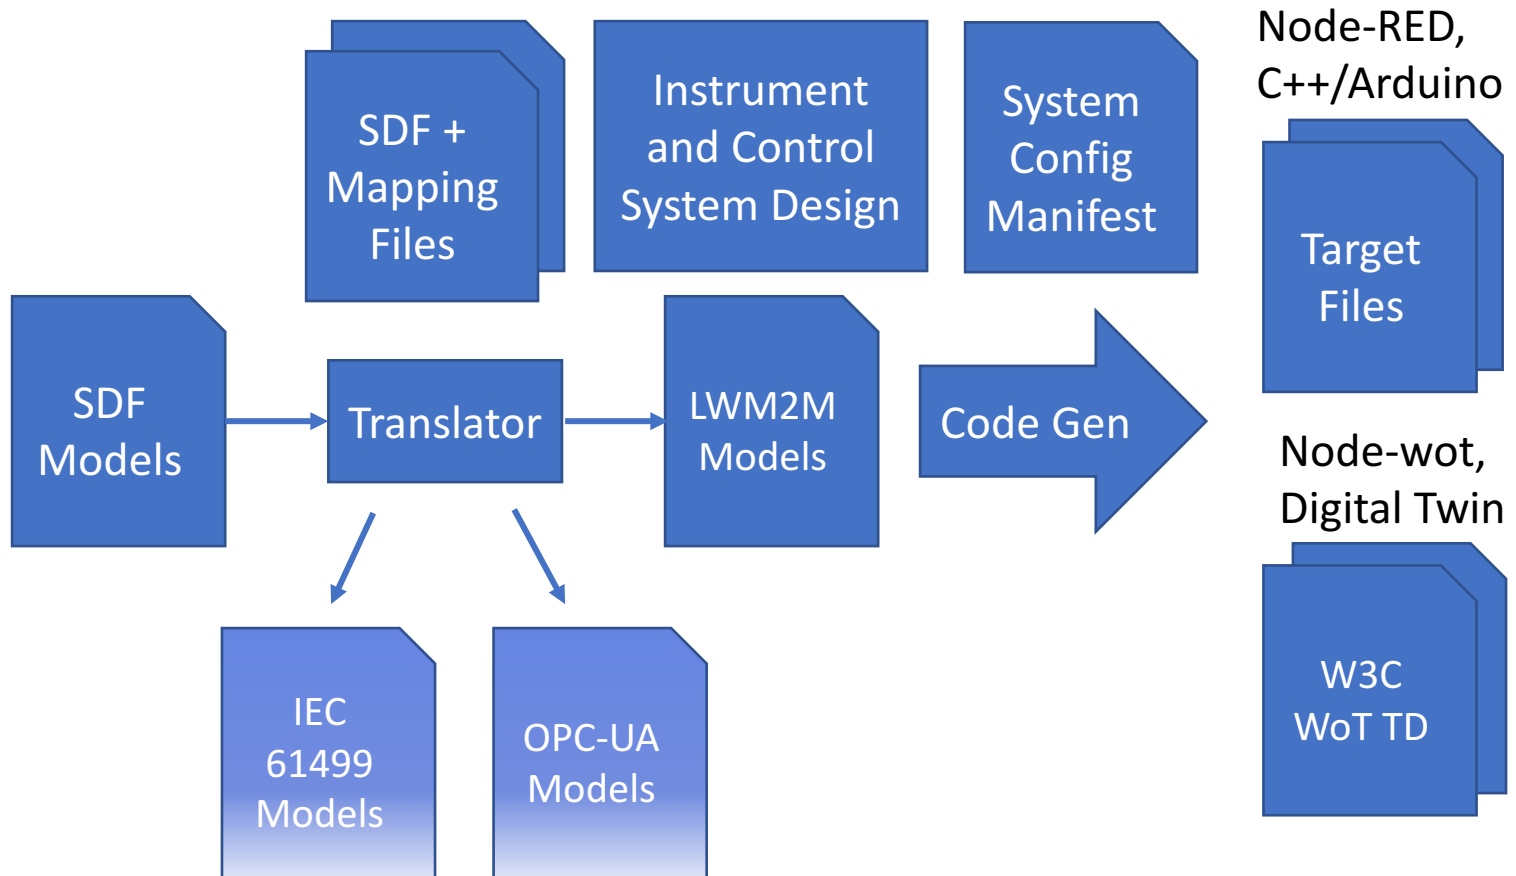 SDF +
Mapping
Files
Instrument
and Control
System Design
System
Config
Manifest
Node-RED,
C++/Arduino
Target
Files
SDF
Models
Translator
LWM2M
Models
Code Gen
Node-wot,
Digital Twin
W3C
WoT TD
IEC
61499
Models
OPC-UA
Models